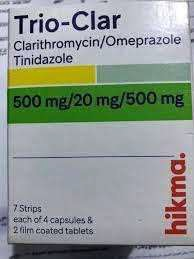 Trio-Clar
Clarithromycin/Omeprazole
Tinidazole
500 mg/20 mg/500 mg
7 Strips
each of 4 capsules &
2 film coated tablets
hikma.